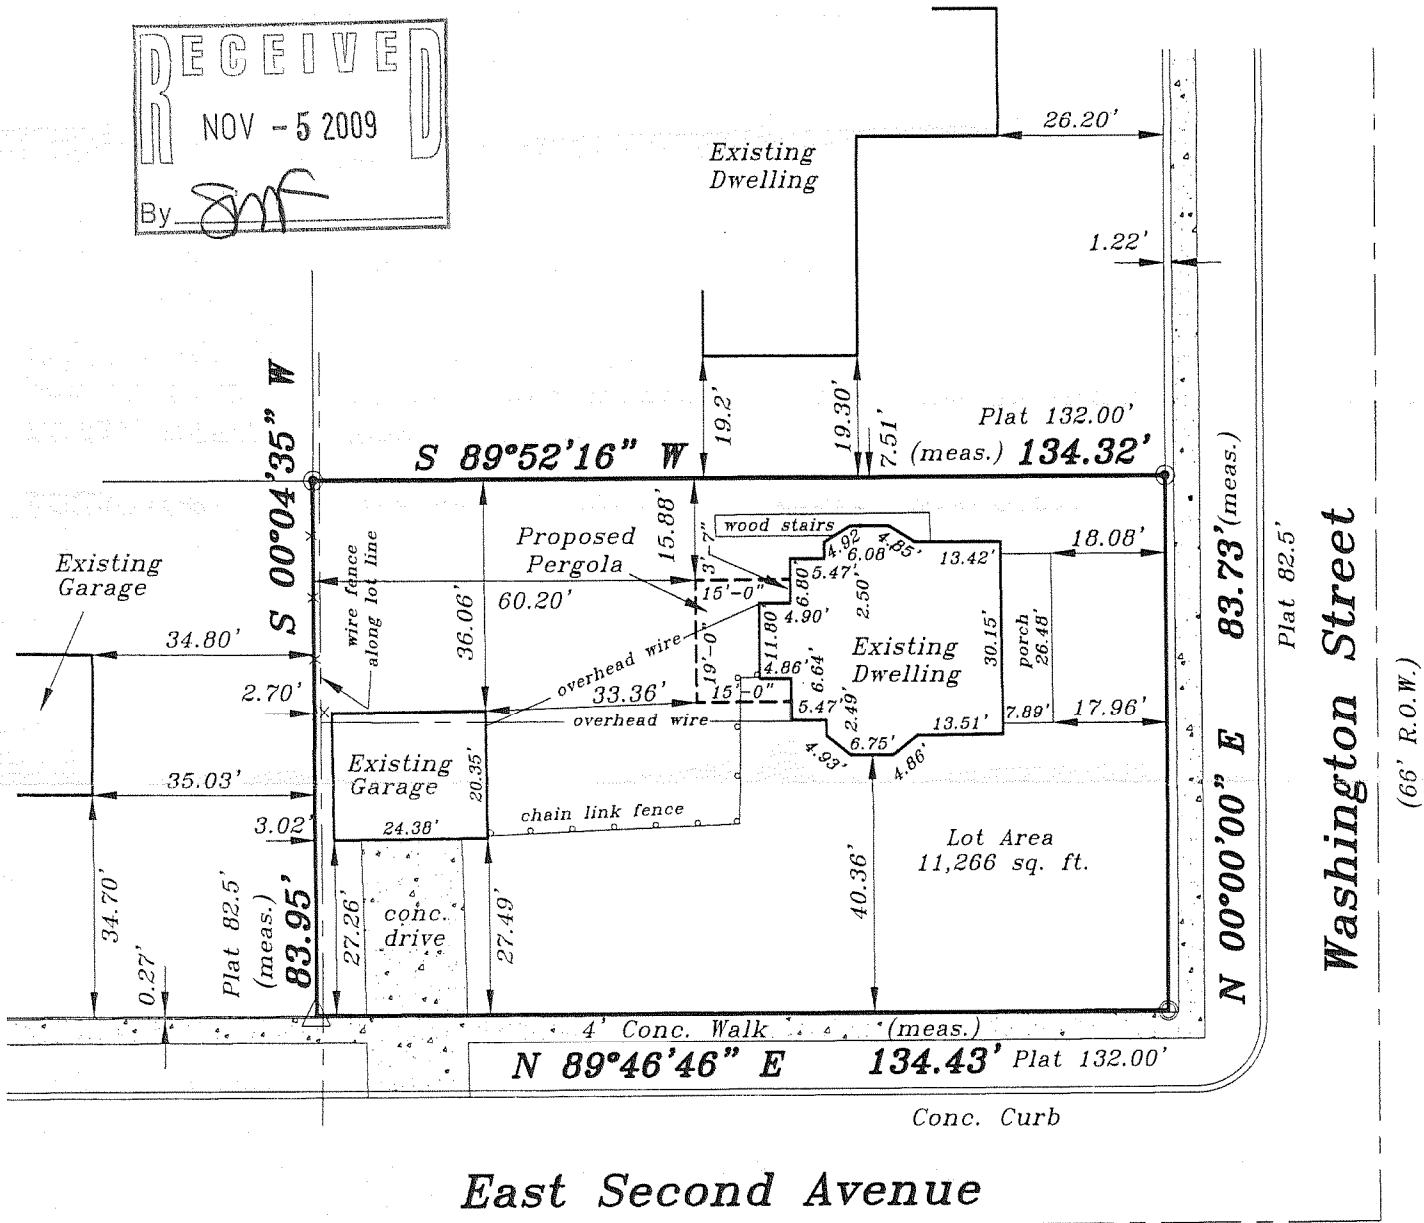 RECEIVED
NOV - 5 2009
By
Existing
Dwelling
26.20'
1.22'
19.2'
19.30'
7.51'
Plat 132.00'
(meas.) 134.32'
S 89°52'16" W
S 00°04'35" W
Existing
Garage
34.80'
2.70'
35.03'
3.02'
34.70'
0.27'
Plat 82.5'
(meas.)
83.95'
wire fence
along lot line
36.06'
60.20'
Proposed
Pergola
15.88'
3'-7"
15'-0"
19'-0"
15'-0"
overhead wire
33.36'
overhead wire
wood stairs
4.92
6.08
4.85'
13.42'
5.47'
6.80'
2.50'
4.90'
11.80'
4.86'
6.64'
5.47'
2.49'
6.75'
4.93'
4.86'
13.51'
Existing
Dwelling
30.15'
porch
26.48'
7.89'
18.08'
17.96'
Existing
Garage
20.35'
24.38'
chain link fence
27.26'
conc.
drive
27.49'
40.36'
Lot Area
11,266 sq. ft.
83.73' (meas.)
Plat 82.5'
N 00°00'00" E
Washington Street
(66' R.O.W.)
4' Conc. Walk
(meas.)
N 89°46'46" E 134.43' Plat 132.00'
Conc. Curb
East Second Avenue